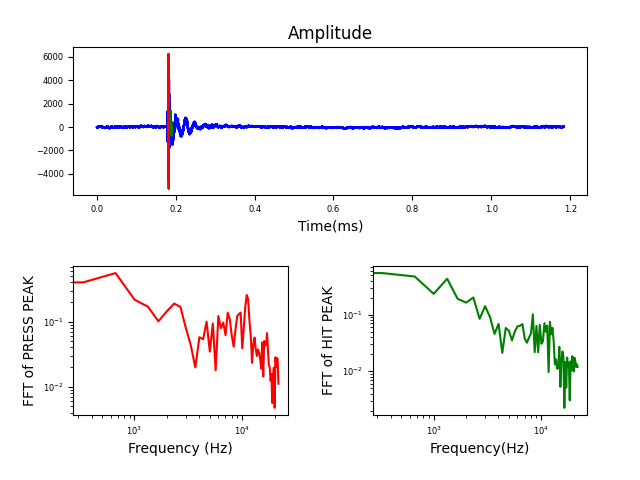 Amplitude
6000
4000
2000
0
−2000
−4000
0.0 0.2 0.4 0.6 0.8 1.0 1.2
Time(ms)
FFT of PRESS PEAK
10⁻¹
10⁻²
10³ 10⁴
Frequency (Hz)
FFT of HIT PEAK
10⁻¹
10⁻²
10³ 10⁴
Frequency(Hz)